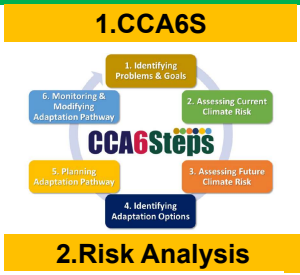 1.CCA6S
1. Identifying
Problems & Goals
2. Assessing Current
Climate Risk
3. Assessing Future
Climate Risk
4. Identifying
Adaptation Options
5. Planning
Adaptation Pathway
6. Monitoring &
Modifying
Adaptation Pathway
CCA6Steps
2.Risk Analysis